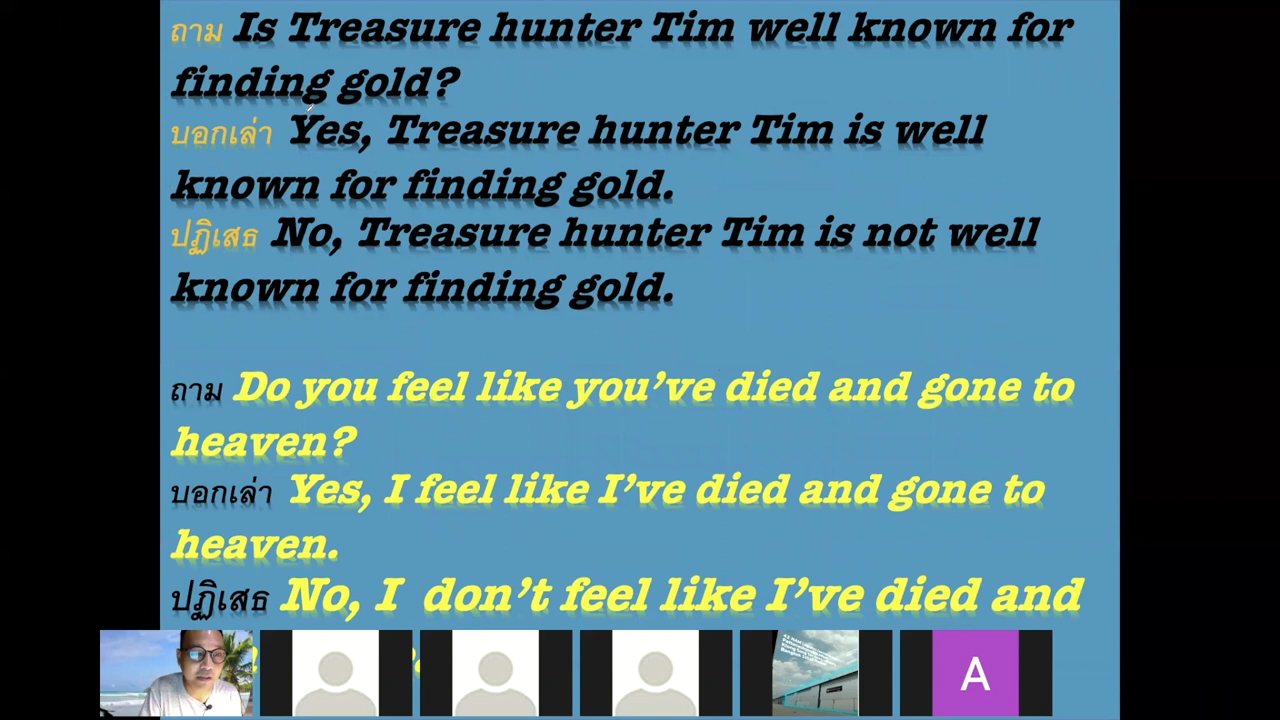 ถาม Is Treasure hunter Tim well known for
finding gold?
บอกเล่า Yes, Treasure hunter Tim is well
known for finding gold.
ปฏิเสธ No, Treasure hunter Tim is not well
known for finding gold.
ถาม Do you feel like you’ve died and gone to
heaven?
บอกเล่า Yes, I feel like I’ve died and gone to
heaven.
ปฏิเสธ No, I don’t feel like I’ve died and
A